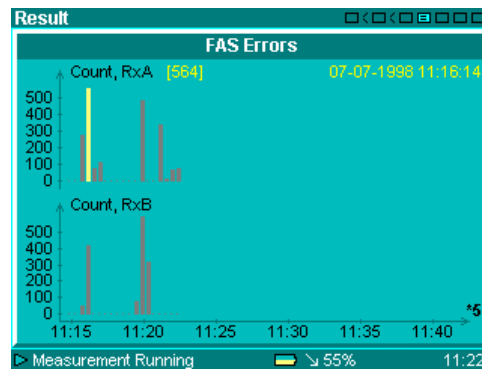 Result
FAS Errors
Count, RxA [564] 07-07-1998 11:16:14
500
400
300
200
100
0
Count, RxB
500
400
300
200
100
0
*5
11:15 11:20 11:25 11:30 11:35 11:40
Measurement Running 55% 11:22